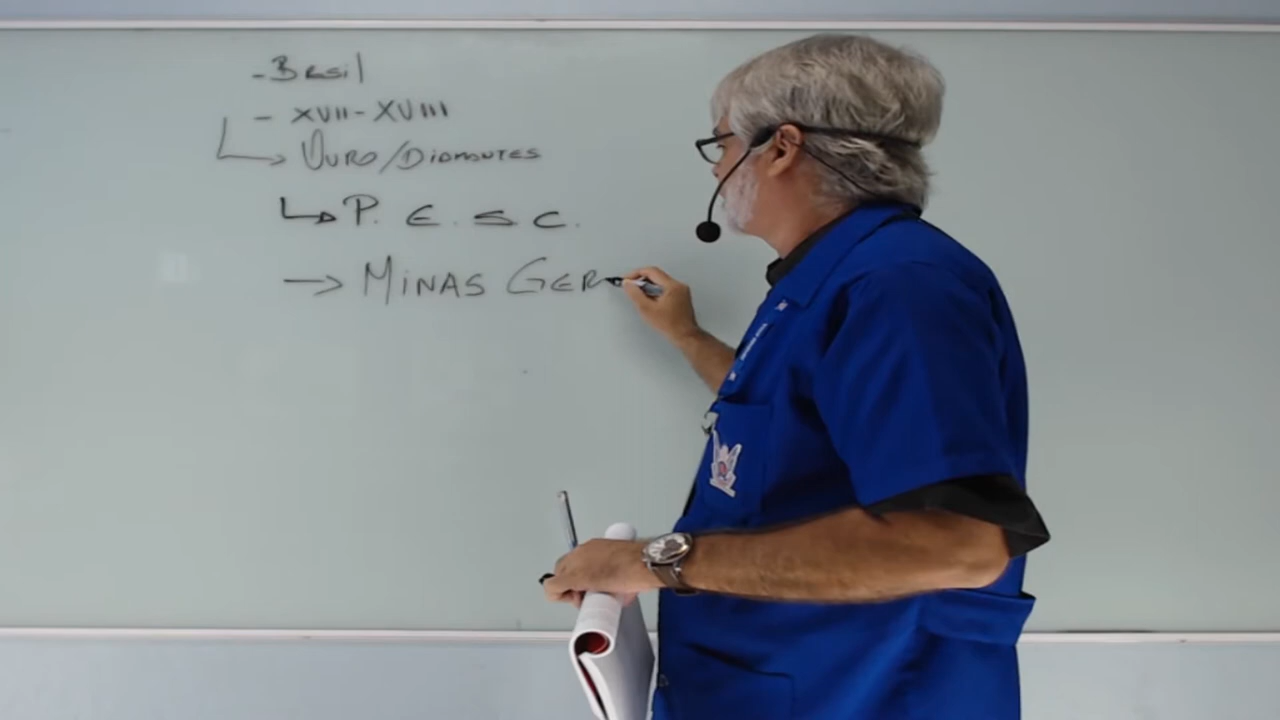 - Brasil
- XVII - XVIII
→ OURO/DIAMANTES
↳ P. E. S C.
→ MINAS GER